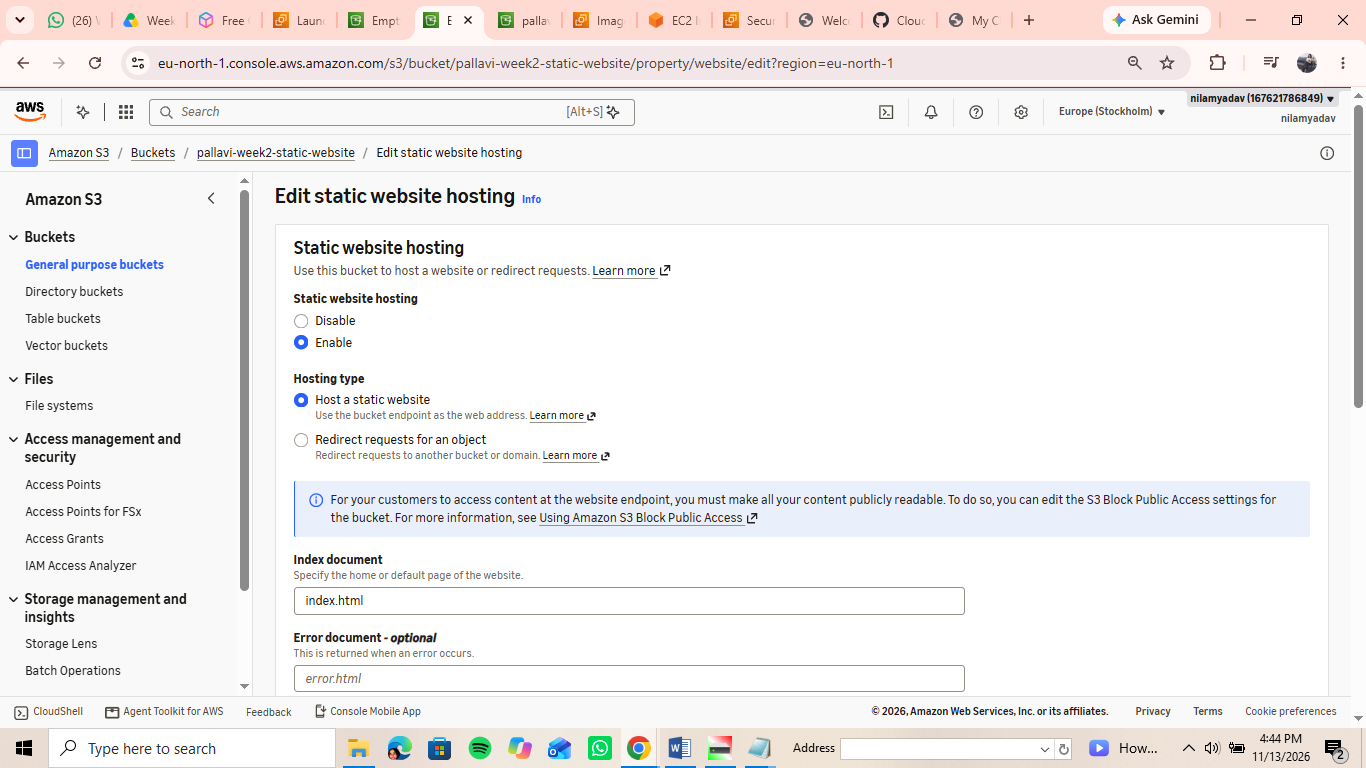 (26) W
Week
Free
Laun
Empt
E
palla
Imag
EC2 I
Secu
Welc
Clou
My C
Ask Gemini
eu-north-1.console.aws.amazon.com/s3/bucket/pallavi-week2-static-website/property/website/edit?region=eu-north-1
aws
Search
[Alt+S]
Europe (Stockholm)
nilamyadav (167621786849)
nilamyadav
Amazon S3 / Buckets / pallavi-week2-static-website / Edit static website hosting
Amazon S3
Buckets
General purpose buckets
Directory buckets
Table buckets
Vector buckets
Files
File systems
Access management and
security
Access Points
Access Points for FSx
Access Grants
IAM Access Analyzer
Storage management and
insights
Storage Lens
Batch Operations
Edit static website hosting Info
Static website hosting
Use this bucket to host a website or redirect requests. Learn more
Static website hosting
Disable
Enable
Hosting type
Host a static website
Use the bucket endpoint as the web address. Learn more
Redirect requests for an object
Redirect requests to another bucket or domain. Learn more
For your customers to access content at the website endpoint, you must make all your content publicly readable. To do so, you can edit the S3 Block Public Access settings for
the bucket. For more information, see Using Amazon S3 Block Public Access
Index document
Specify the home or default page of the website.
index.html
Error document - optional
This is returned when an error occurs.
error.html
CloudShell
Agent Toolkit for AWS
Feedback
Console Mobile App
© 2026, Amazon Web Services, Inc. or its affiliates.
Privacy
Terms
Cookie preferences
Type here to search
Address
How...
4:44 PM
11/13/2026
2